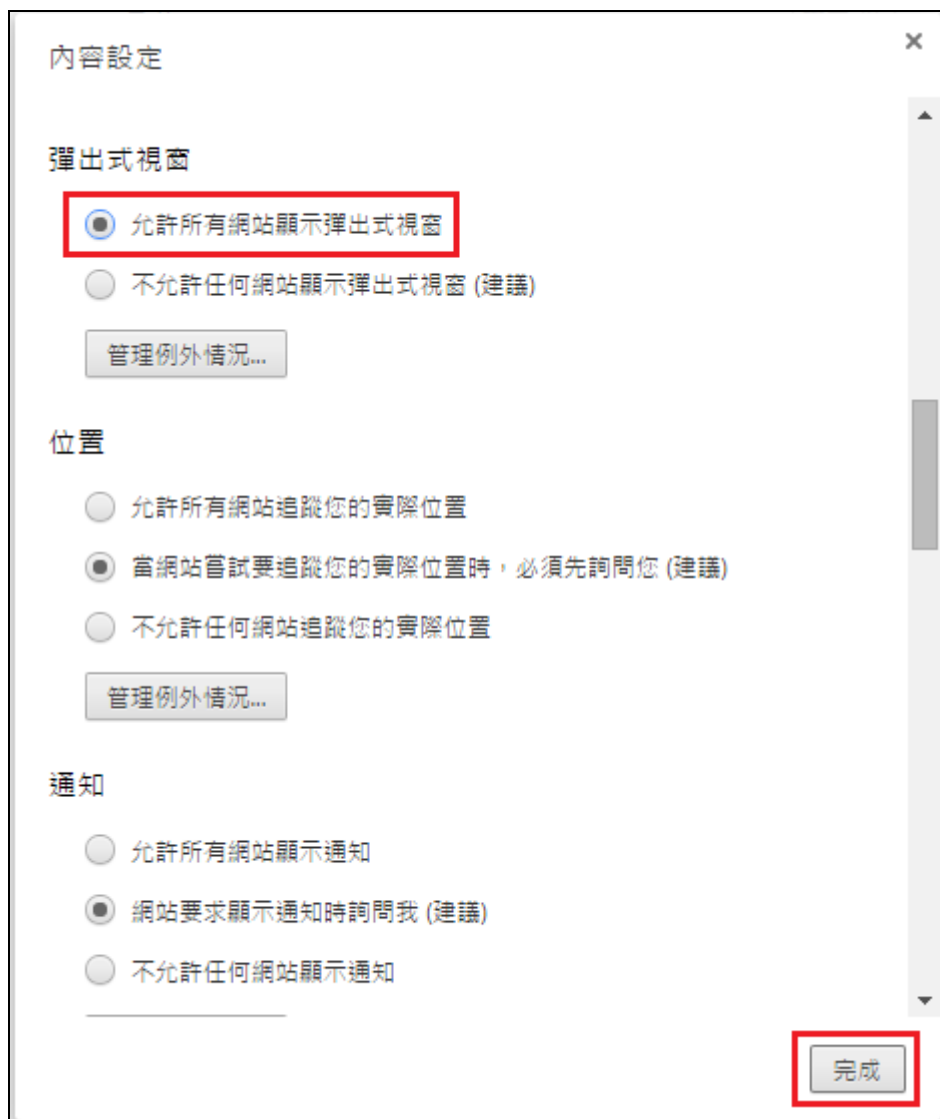 內容設定
彈出式視窗
允許所有網站顯示彈出式視窗
不允許任何網站顯示彈出式視窗 (建議)
管理例外情況...
位置
允許所有網站追蹤您的實際位置
當網站嘗試要追蹤您的實際位置時，必須先詢問您 (建議)
不允許任何網站追蹤您的實際位置
管理例外情況...
通知
允許所有網站顯示通知
網站要求顯示通知時詢問我 (建議)
不允許任何網站顯示通知
完成